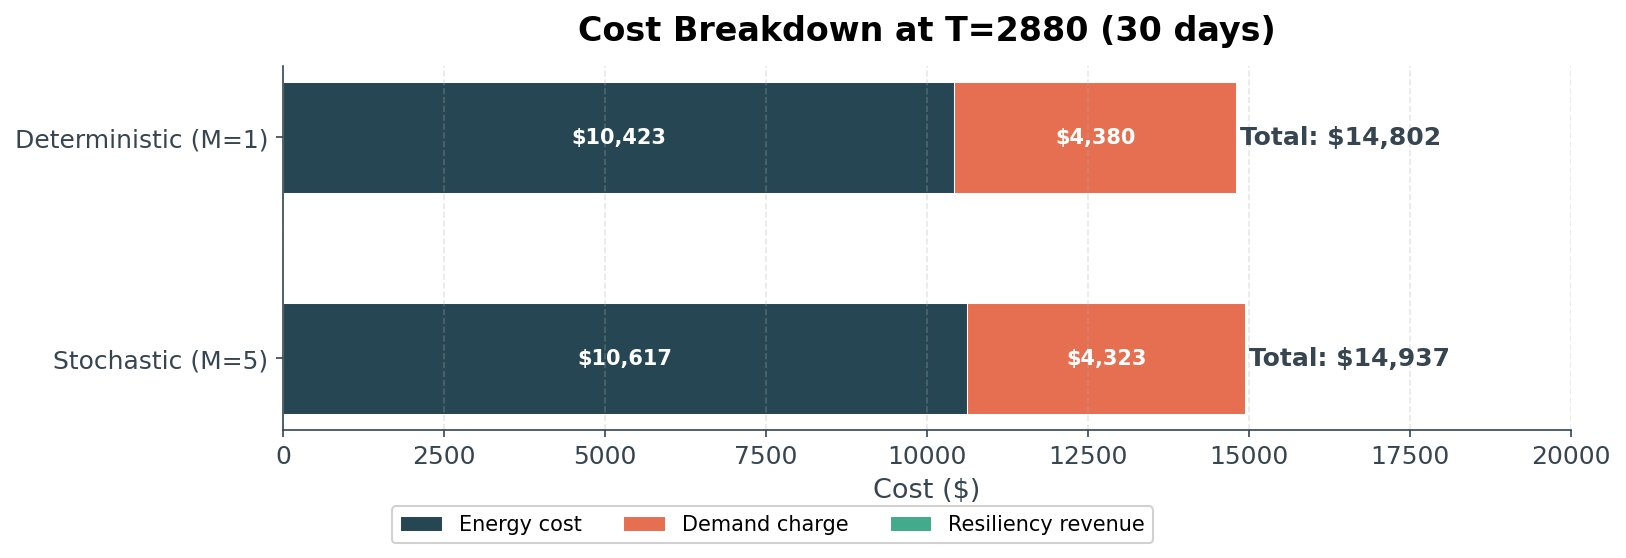 Cost Breakdown at T=2880 (30 days)
Deterministic (M=1)
$10,423
$4,380
Total: $14,802
Stochastic (M=5)
$10,617
$4,323
Total: $14,937
0 2500 5000 7500 10000 12500 15000 17500 20000
Cost ($)
Energy cost Demand charge Resiliency revenue